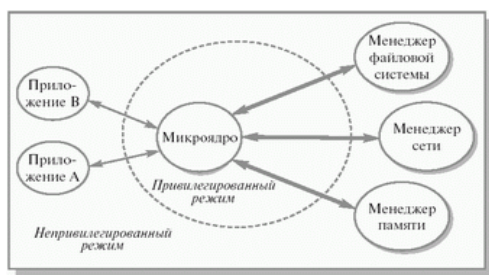 Прило-
жение В
Прило-
жение А
Микроядро
Привилегированный
режим
Непривилегированный
режим
Менеджер
файловой
системы
Менеджер
сети
Менеджер
памяти